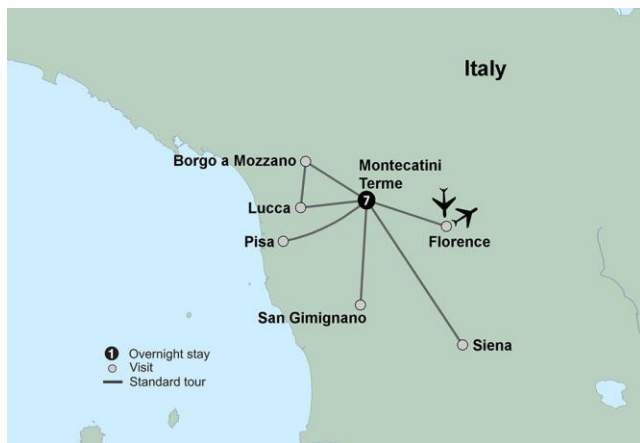 Italy
Borgo a Mozzano
Montecatini
Terme
7
Lucca
Pisa
Florence
San Gimignano
Siena
1 Overnight stay
Visit
Standard tour